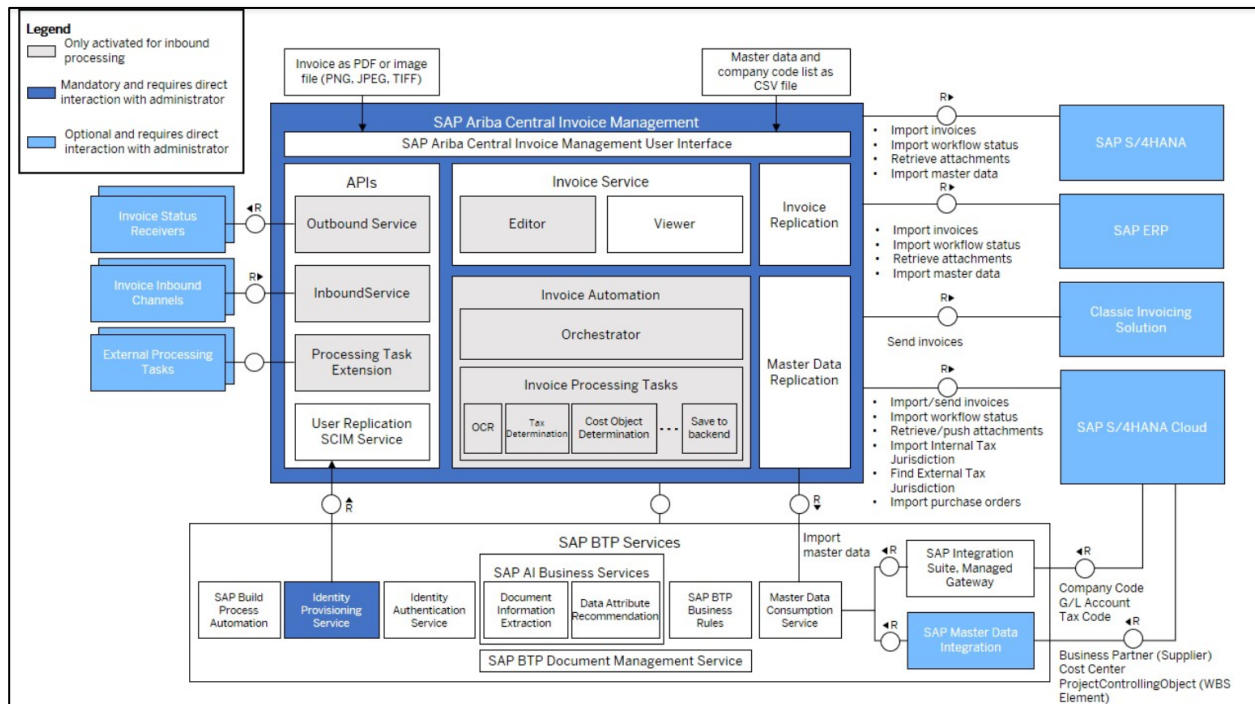 Legend
Only activated for inbound
processing
Mandatory and requires direct
interaction with administrator
Optional and requires direct
interaction with administrator
Invoice as PDF or image
file (PNG, JPEG, TIFF)
Master data and
company code list as
CSV file
SAP Ariba Central Invoice Management
SAP Ariba Central Invoice Management User Interface
APIs
Outbound Service
InboundService
Processing Task
Extension
User Replication
SCIM Service
Invoice Service
Editor
Viewer
Invoice Automation
Orchestrator
Invoice Processing Tasks
OCR
Tax
Determination
Cost Object
Determination
Save to
backend
Invoice
Replication
Master Data
Replication
Invoice Status
Receivers
◄R
Invoice Inbound
Channels
R►
External Processing
Tasks
R►
• Import invoices
• Import workflow status
• Retrieve attachments
• Import master data
SAP S/4HANA
R►
• Import invoices
• Import workflow status
• Retrieve attachments
• Import master data
SAP ERP
R►
Send invoices
Classic Invoicing
Solution
R►
• Import/send invoices
• Import workflow status
• Retrieve/push attachments
• Import Internal Tax
Jurisdiction
• Find External Tax
Jurisdiction
• Import purchase orders
SAP S/4HANA Cloud
R
R
Import
master data
SAP BTP Services
SAP Build
Process
Automation
Identity
Provisioning
Service
Identity
Authentication
Service
SAP AI Business Services
Document
Information
Extraction
Data Attribute
Recommendation
SAP BTP
Business
Rules
Master Data
Consumption
Service
SAP BTP Document Management Service
◄R
SAP Integration
Suite, Managed
Gateway
◄R
Company Code
G/L Account
Tax Code
◄R
SAP Master Data
Integration
◄R
Business Partner (Supplier)
Cost Center
ProjectControllingObject (WBS
Element)